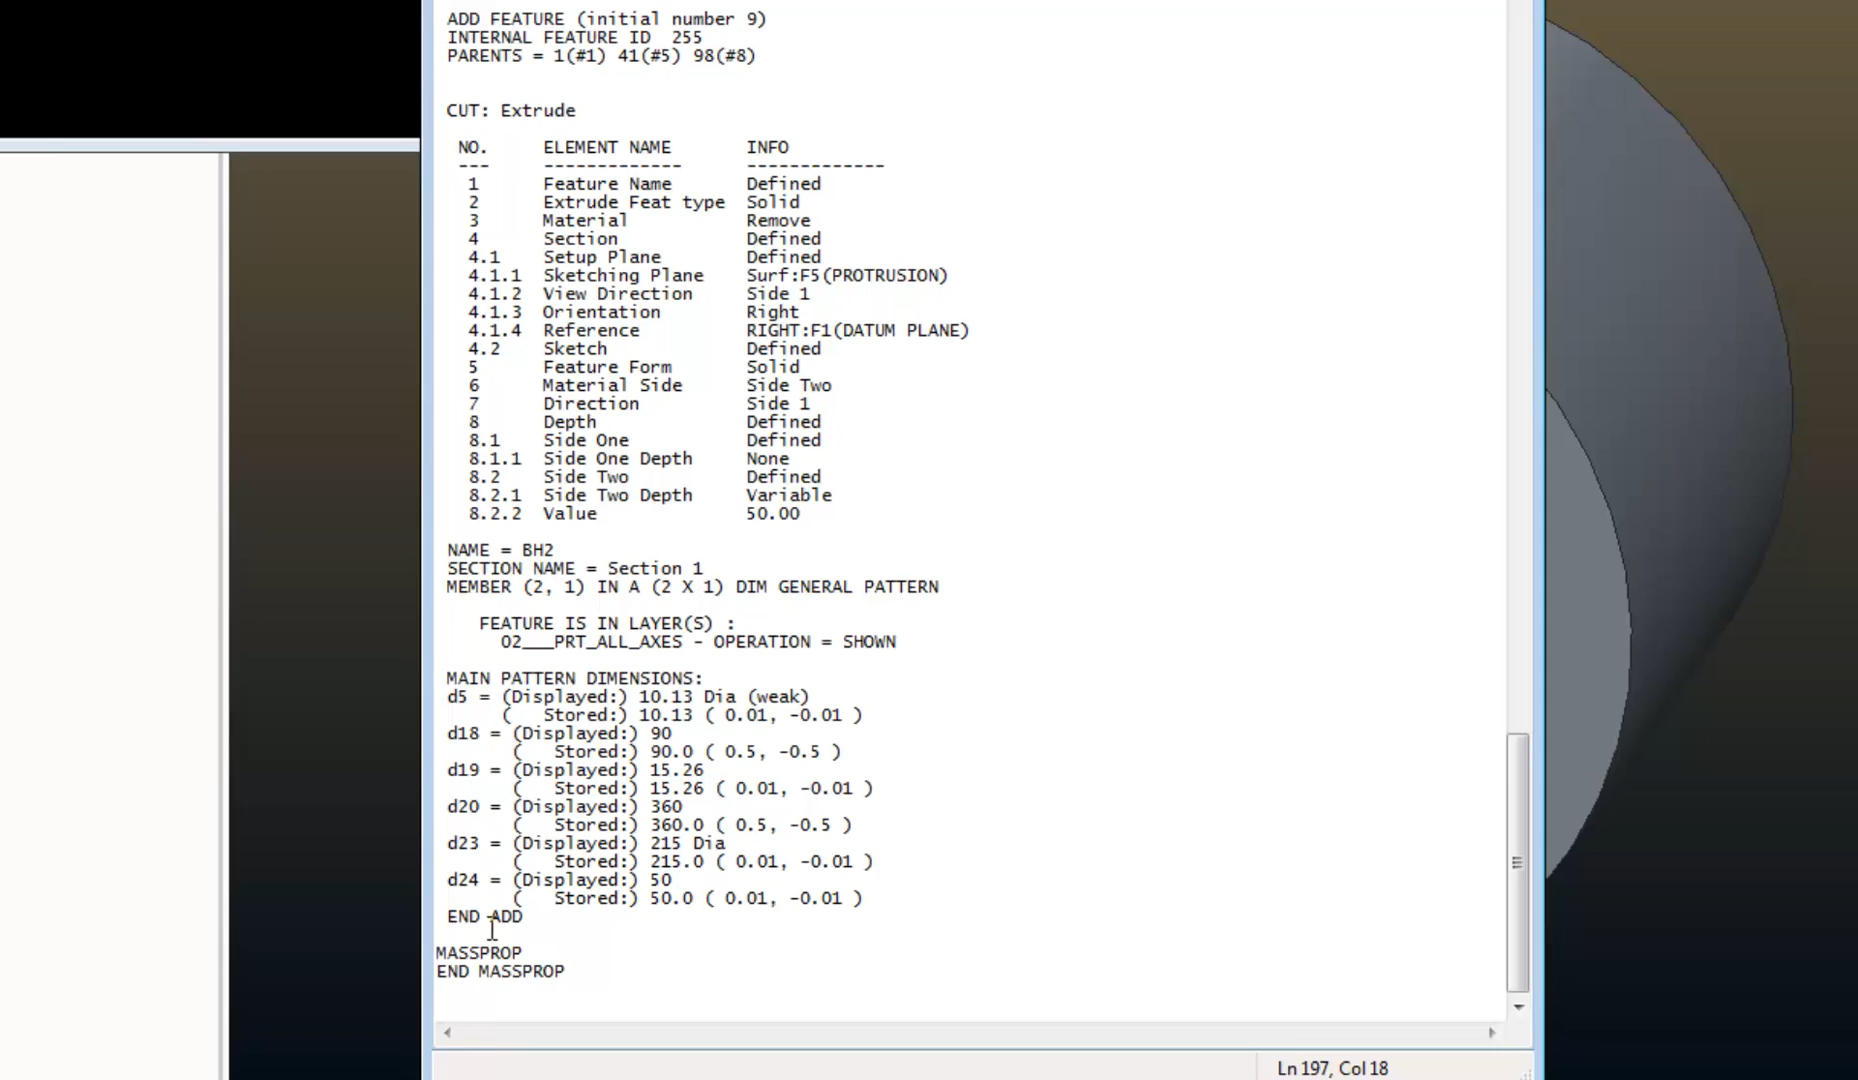 ADD FEATURE (initial number 9)
INTERNAL FEATURE ID  255
PARENTS = 1(#1) 41(#5) 98(#8)
CUT: Extrude
NO.     ELEMENT NAME       INFO
---     -------------      -------------
1       Feature Name       Defined
2       Extrude Feat type  Solid
3       Material           Remove
4       Section            Defined
4.1     Setup Plane        Defined
4.1.1   Sketching Plane    Surf:F5(PROTRUSION)
4.1.2   View Direction     Side 1
4.1.3   Orientation        Right
4.1.4   Reference          RIGHT:F1(DATUM PLANE)
4.2     Sketch             Defined
5       Feature Form       Solid
6       Material Side      Side Two
7       Direction          Side 1
8       Depth              Defined
8.1     Side One           Defined
8.1.1   Side One Depth     None
8.2     Side Two           Defined
8.2.1   Side Two Depth     Variable
8.2.2   Value              50.00
NAME = BH2
SECTION NAME = Section 1
MEMBER (2, 1) IN A (2 X 1) DIM GENERAL PATTERN
FEATURE IS IN LAYER(S) :
02___PRT_ALL_AXES - OPERATION = SHOWN
MAIN PATTERN DIMENSIONS:
d5 = (Displayed:) 10.13 Dia (weak)
(   Stored:) 10.13 ( 0.01, -0.01 )
d18 = (Displayed:) 90
(   Stored:) 90.0 ( 0.5, -0.5 )
d19 = (Displayed:) 15.26
(   Stored:) 15.26 ( 0.01, -0.01 )
d20 = (Displayed:) 360
(   Stored:) 360.0 ( 0.5, -0.5 )
d23 = (Displayed:) 215 Dia
(   Stored:) 215.0 ( 0.01, -0.01 )
d24 = (Displayed:) 50
(   Stored:) 50.0 ( 0.01, -0.01 )
END ADD
MASSPROP
END MASSPROP
Ln 197, Col 18